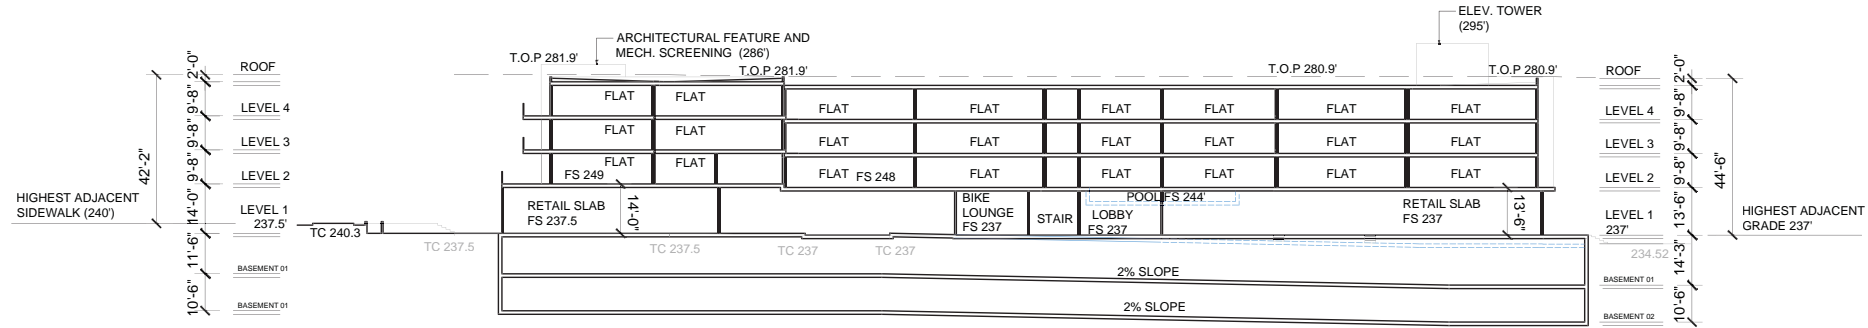 ELEV. TOWER
(295')
ARCHITECTURAL FEATURE AND
MECH. SCREENING (286')
T.O.P 281.9'
T.O.P 281.9'
T.O.P 280.9'
T.O.P 280.9'
ROOF
2'-0"
LEVEL 4
9'-8"
LEVEL 3
9'-8"
LEVEL 2
9'-8"
LEVEL 1
237.5'
14'-0"
11'-6"
BASEMENT 01
10'-6"
BASEMENT 01
42'-2"
HIGHEST ADJACENT
SIDEWALK (240')
TC 240.3
FLAT FLAT
FLAT FLAT FLAT FLAT FLAT FLAT
FLAT FLAT
FLAT FLAT FLAT FLAT FLAT FLAT
FLAT FLAT
FS 249
FLAT FS 248 FLAT FLAT FLAT FLAT FLAT
RETAIL SLAB
FS 237.5
14'-0"
BIKE
LOUNGE
FS 237
STAIR
POOL FS 244'
LOBBY
FS 237
RETAIL SLAB
FS 237
13'-6"
TC 237.5
TC 237.5
TC 237
TC 237
2% SLOPE
2% SLOPE
ROOF
2'-0"
LEVEL 4
9'-8"
LEVEL 3
9'-8"
LEVEL 2
9'-8"
LEVEL 1
237'
13'-6"
234.52
14'-3"
BASEMENT 01
10'-6"
BASEMENT 02
44'-6"
HIGHEST ADJACENT
GRADE 237'